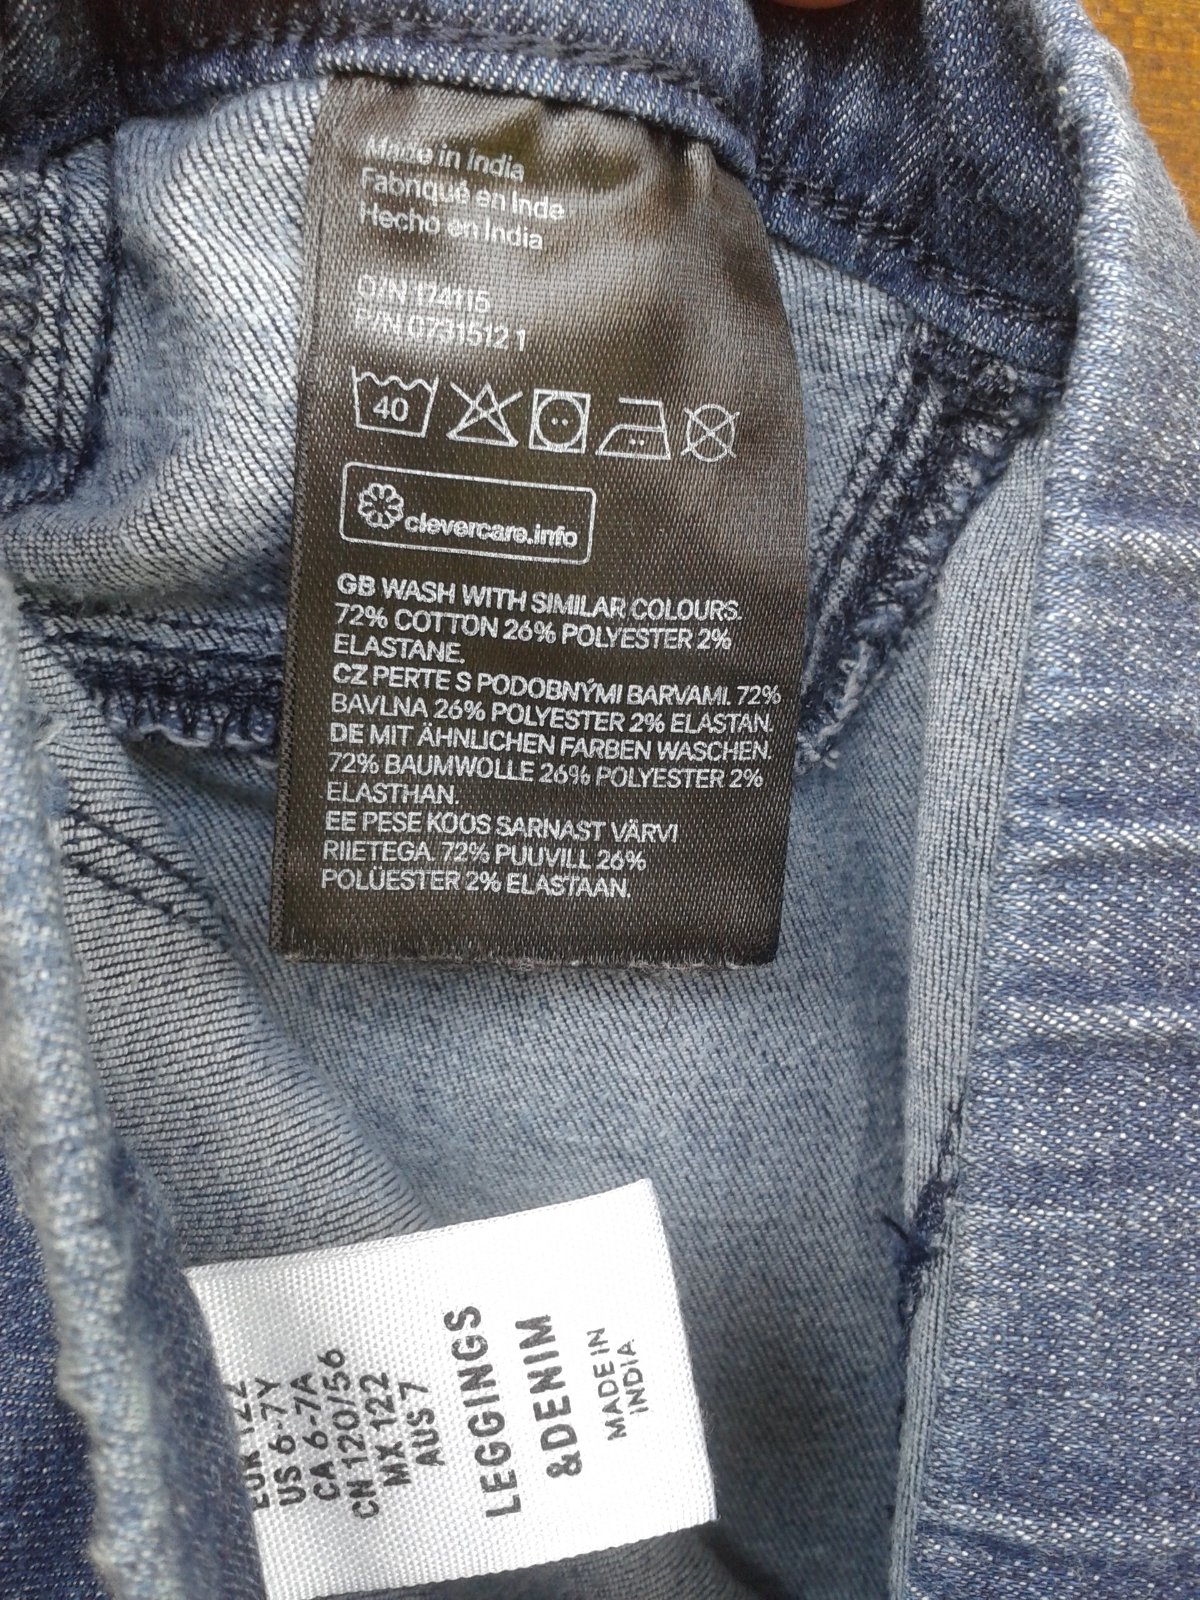 Made in India
Fabriqué en Inde
Hecho en India
O/N 174115
P/N 0731512 1
40
clevercare.info
GB WASH WITH SIMILAR COLOURS.
72% COTTON 26% POLYESTER 2%
ELASTANE.
CZ PERTE S PODOBNÝMI BARVAMI. 72%
BAVLNA 26% POLYESTER 2% ELASTAN.
DE MIT ÄHNLICHEN FARBEN WASCHEN.
72% BAUMWOLLE 26% POLYESTER 2%
ELASTHAN.
EE PESE KOOS SARNAST VÄRVI
RIIETEGA. 72% PUUVILL 26%
POLÜESTER 2% ELASTAAN.
EUR 122
US 6-7Y
CA 6-7A
CN 120/56
MX 122
AUS 7
LEGGINGS
&DENIM
MADE IN
INDIA